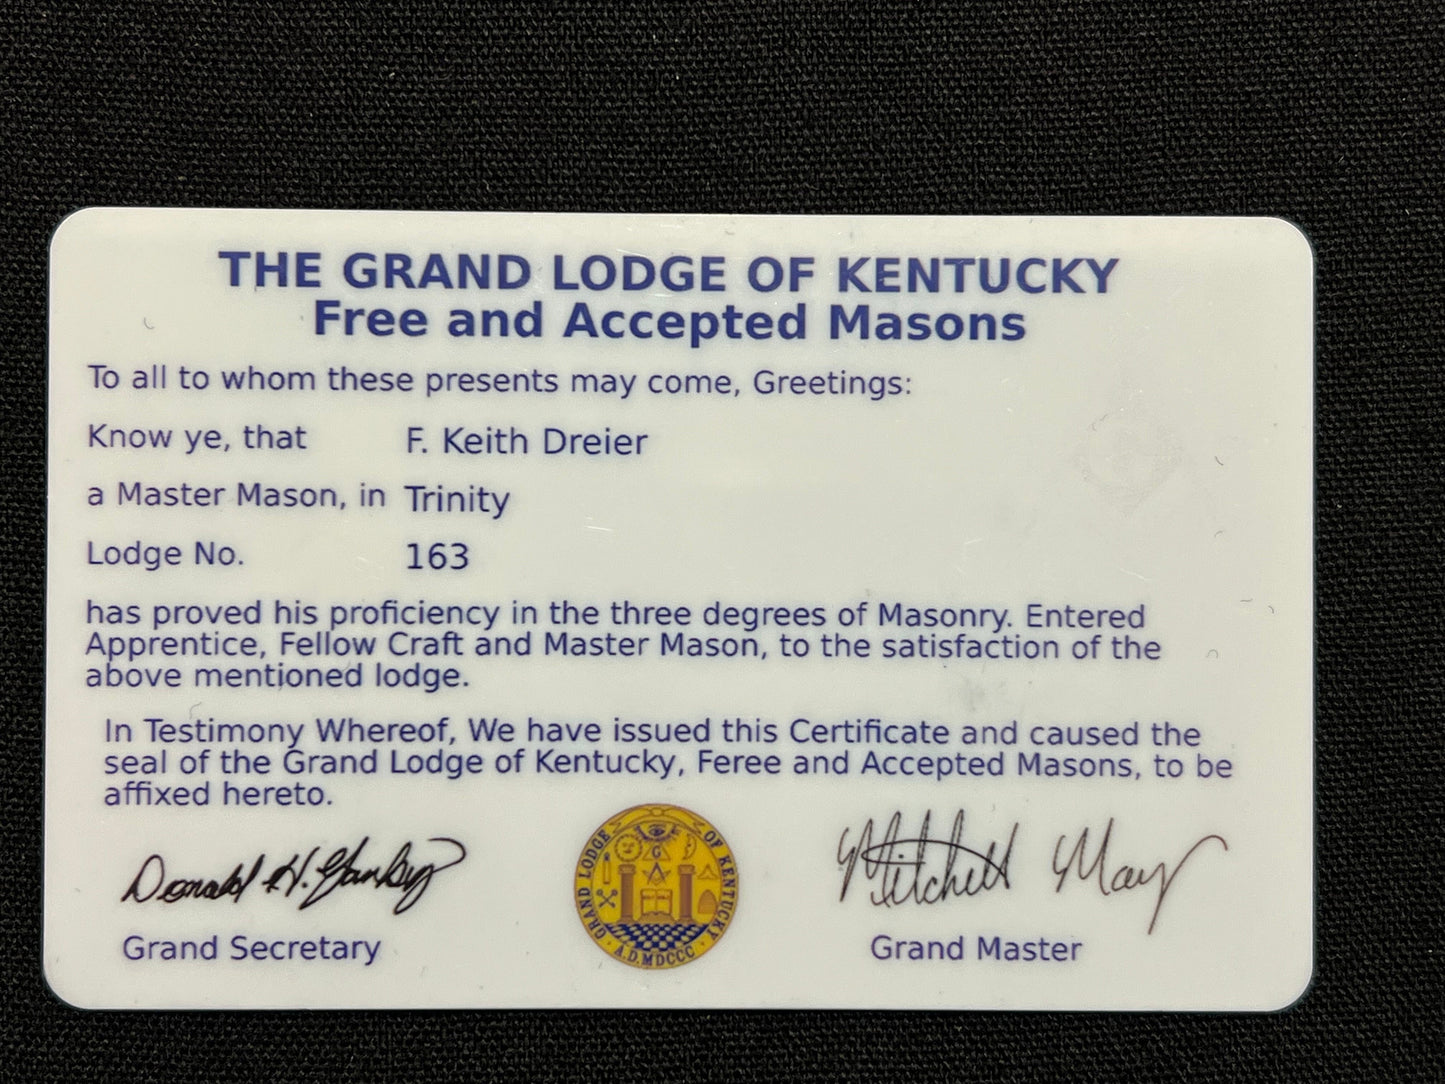 THE GRAND LODGE OF KENTUCKY
Free and Accepted Masons
To all to whom these presents may come, Greetings:
Know ye, that F. Keith Dreier
a Master Mason, in Trinity
Lodge No. 163
has proved his proficiency in the three degrees of Masonry. Entered
Apprentice, Fellow Craft and Master Mason, to the satisfaction of the
above mentioned lodge.
In Testimony Whereof, We have issued this Certificate and caused the
seal of the Grand Lodge of Kentucky, Feree and Accepted Masons, to be
affixed hereto.
Donald H.
Mitchell May
GRAND LODGE OF KENTUCKY
G
A.D. MDCCC
Grand Secretary
Grand Master